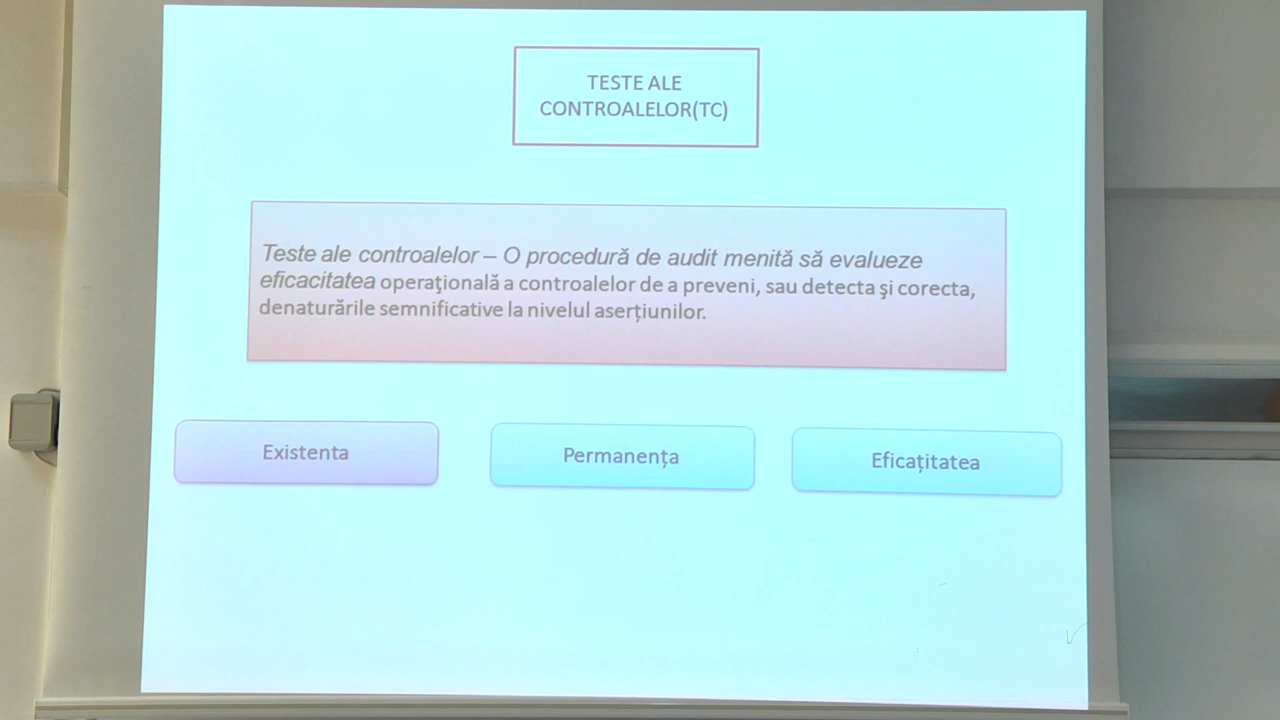 TESTE ALE
CONTROALELOR(TC)
Teste ale controalelor – O procedură de audit menită să evalueze
eficacitatea operaţională a controalelor de a preveni, sau detecta şi corecta,
denaturările semnificative la nivelul aserțiunilor.
Existenta
Permanența
Eficațitatea